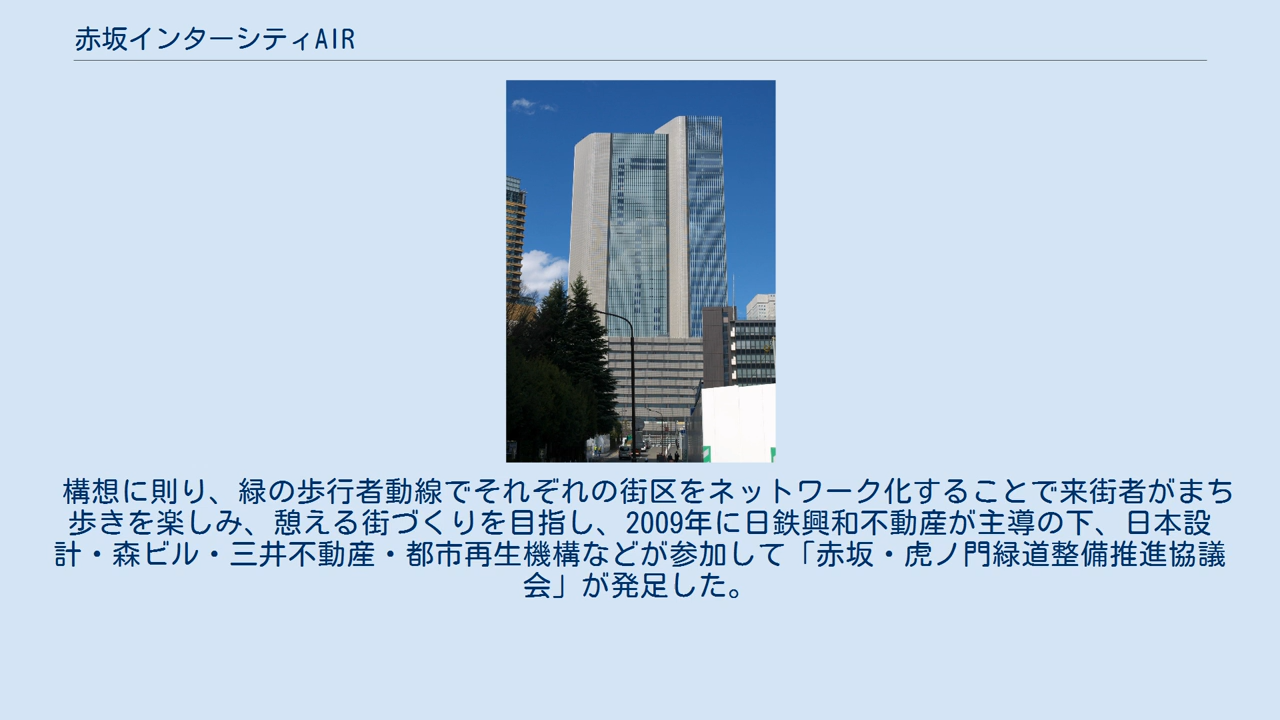 赤坂インターシティAIR
構想に則り、緑の歩行者動線でそれぞれの街区をネットワーク化することで来街者がまち
歩きを楽しみ、憩える街づくりを目指し、2009年に日鉄興和不動産が主導の下、日本設
計・森ビル・三井不動産・都市再生機構などが参加して「赤坂・虎ノ門緑道整備推進協議
会」が発足した。